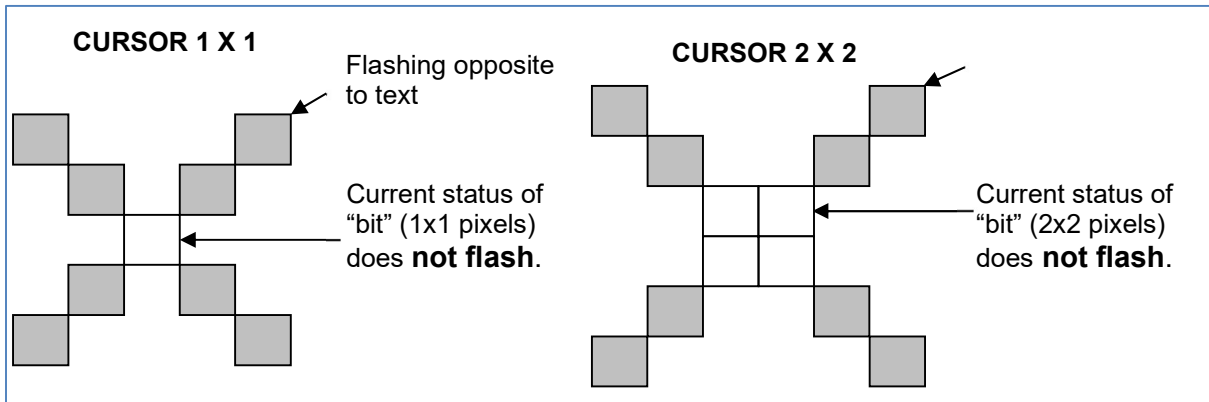 CURSOR 1 X 1
Flashing opposite
to text
Current status of
“bit” (1x1 pixels)
does not flash.
CURSOR 2 X 2
Current status of
“bit” (2x2 pixels)
does not flash.